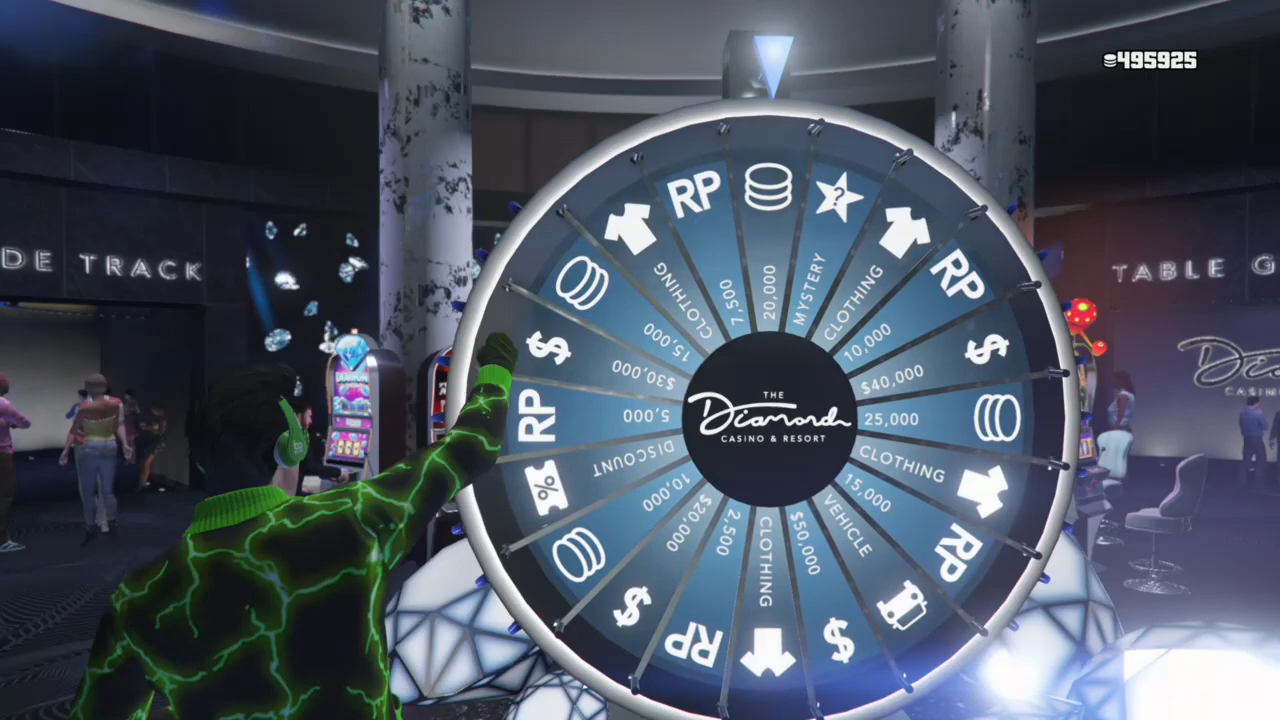 495925
DE TRACK
TABLE G
Di
CASIN
20,000
MYSTERY
CLOTHING
RP
10,000
$
$40,000
25,000
CLOTHING
RP
15,000
VEHICLE
$
$50,000
CLOTHING
RP
2,500
$
$20,000
10,000
%
DISCOUNT
RP
5,000
$
$30,000
15,000
CLOTHING
RP
7,500
?
THE
Diamond
CASINO & RESORT